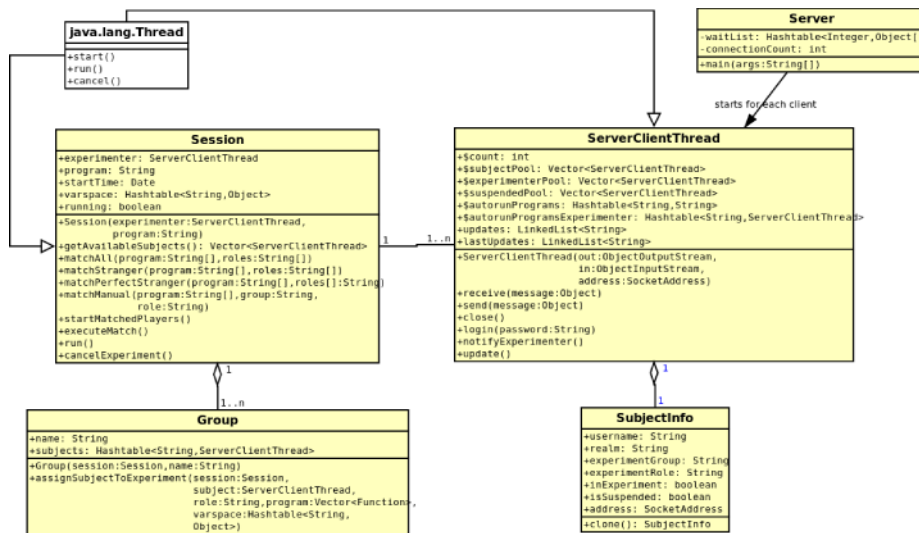 java.lang.Thread
+start()
+run()
+cancel()
Server
-waitList: Hashtable<Integer,Object[
-connectionCount: int
+main(args:String[])
starts for each client
Session
+experimenter: ServerClientThread
+program: String
+startTime: Date
+varspace: Hashtable<String,Object>
+running: boolean
+Session(experimenter:ServerClientThread,
program:String)
+getAvailableSubjects(): Vector<ServerClientThread>
+matchAll(program:String[],roles:String[])
+matchStranger(program:String[],roles:String[])
+matchPerfectStranger(program:String[],roles[]:String)
+matchManual(program:String[],group:String,
role:String)
+startMatchedPlayers()
+executeMatch()
+run()
+cancelExperiment()
1
1..n
ServerClientThread
+$count: int
+$subjectPool: Vector<ServerClientThread>
+$experimenterPool: Vector<ServerClientThread>
+$suspendedPool: Vector<ServerClientThread>
+$autorunPrograms: Hashtable<String,String>
+$autorunProgramsExperimenter: Hashtable<String,ServerClientThread>
+updates: LinkedList<String>
+lastUpdates: LinkedList<String>
+ServerClientThread(out:ObjectOutputStream,
in:ObjectInputStream,
address:SocketAddress)
+receive(message:Object)
+send(message:Object)
+close()
+login(password:String)
+notifyExperimenter()
+update()
1
1..n
Group
+name: String
+subjects: Hashtable<String,ServerClientThread>
+Group(session:Session,name:String)
+assignSubjectToExperiment(session:Session,
subject:ServerClientThread,
role:String,program:Vector<Function>,
varspace:Hashtable<String,
Object>)
1
1
SubjectInfo
+username: String
+realm: String
+experimentGroup: String
+experimentRole: String
+inExperiment: boolean
+isSuspended: boolean
+address: SocketAddress
+clone(): SubjectInfo